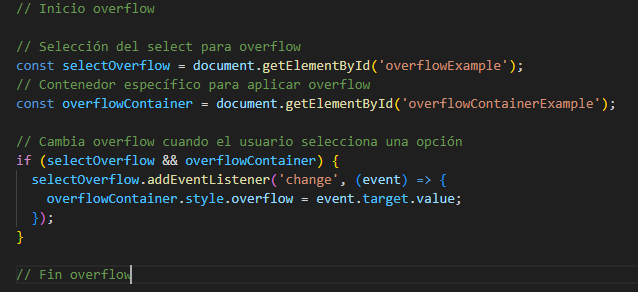 // Inicio overflow
// Selección del select para overflow
const selectOverflow = document.getElementById('overflowExample');
// Contenedor específico para aplicar overflow
const overflowContainer = document.getElementById('overflowContainerExample');
// Cambia overflow cuando el usuario selecciona una opción
if (selectOverflow && overflowContainer) {
  selectOverflow.addEventListener('change', (event) => {
    overflowContainer.style.overflow = event.target.value;
  });
}
// Fin overflow